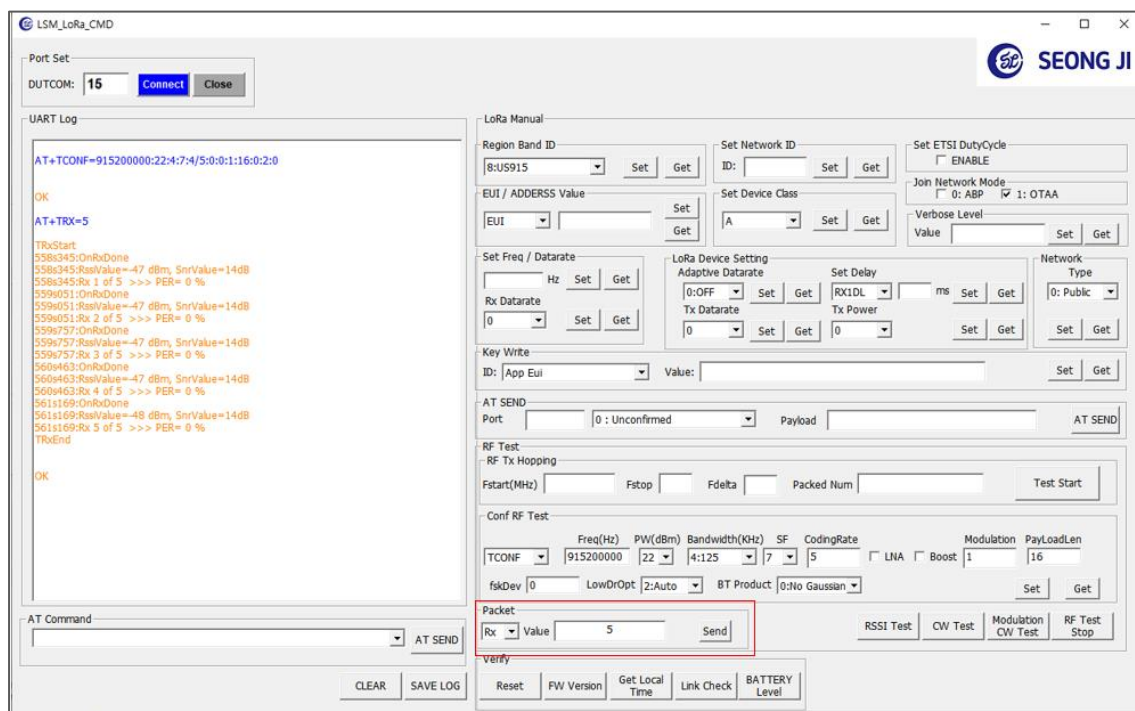 LSM_LoRa_CMD
SEONG JI
Port Set
DUTCOM: 15 Connect Close
UART Log
AT+TCONF=915200000:22:4:7:4/5:0:0:1:16:0:2:0
OK
AT+TRX=5
TRxStart
558s345:OnRxDone
558s345:RssiValue=-47 dBm, SnrValue=14dB
558s345:Rx 1 of 5 >>> PER= 0 %
559s051:OnRxDone
559s051:RssiValue=-47 dBm, SnrValue=14dB
559s051:Rx 2 of 5 >>> PER= 0 %
559s757:OnRxDone
559s757:RssiValue=-47 dBm, SnrValue=14dB
559s757:Rx 3 of 5 >>> PER= 0 %
560s463:OnRxDone
560s463:RssiValue=-47 dBm, SnrValue=14dB
560s463:Rx 4 of 5 >>> PER= 0 %
561s169:OnRxDone
561s169:RssiValue=-48 dBm, SnrValue=14dB
561s169:Rx 5 of 5 >>> PER= 0 %
TRxEnd
OK
AT Command
AT SEND
CLEAR SAVE LOG
LoRa Manual
Region Band ID
8:US915 Set Get
Set Network ID
ID: Set Get
Set ETSI DutyCycle
ENABLE
Join Network Mode
0: ABP 1: OTAA
EUI / ADDERSS Value
EUI Set
Get
Set Device Class
A Set Get
Verbose Level
Value Set Get
Set Freq / Datarate
Hz Set Get
Rx Datarate
0 Set Get
LoRa Device Setting
Adaptive Datarate Set Delay
0:OFF Set Get RX1DL ms Set Get
Tx Datarate Tx Power
0 Set Get 0 Set Get
Network
Type
0: Public
Set Get
Key Write
ID: App Eui Value: Set Get
AT SEND
Port 0 : Unconfirmed Payload AT SEND
RF Test
RF Tx Hopping
Fstart(MHz) Fstop Fdelta Packed Num Test Start
Conf RF Test
Freq(Hz) PW(dBm) Bandwidth(KHz) SF CodingRate Modulation PayLoadLen
TCONF 915200000 22 4:125 7 5 LNA Boost 1 16
fskDev 0 LowDrOpt 2:Auto BT Product 0:No Gaussian Set Get
Packet
Rx Value 5 Send
RSSI Test CW Test Modulation CW Test RF Test Stop
Verify
Reset FW Version Get Local Time Link Check BATTERY Level